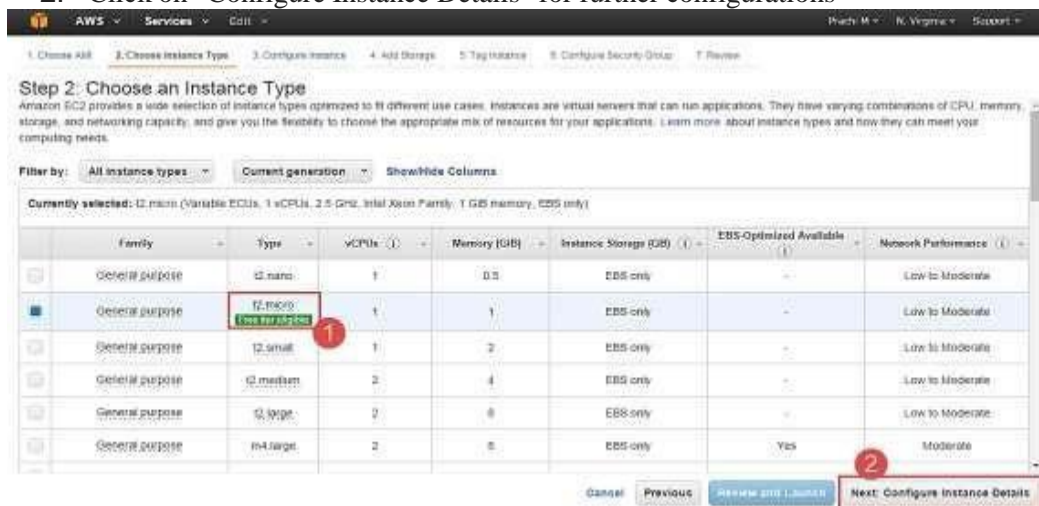 2. Click on "Configure Instance Details" for further configurations
AWS Services Edit Prachi M N. Virginia Support
1. Choose AMI 2. Choose Instance Type 3. Configure Instance 4. Add Storage 5. Tag Instance 6. Configure Security Group 7. Review
Step 2: Choose an Instance Type
Amazon EC2 provides a wide selection of instance types optimized to fit different use cases. Instances are virtual servers that can run applications. They have varying combinations of CPU, memory,
storage, and networking capacity, and give you the flexibility to choose the appropriate mix of resources for your applications. Learn more about instance types and how they can meet your
computing needs.
Filter by: All instance types Current generation Show/Hide Columns
Currently selected: t2.micro (Variable ECUs, 1 vCPUs, 2.5 GHz, Intel Xeon Family, 1 GiB memory, EBS only)
Family Type vCPUs Memory (GiB) Instance Storage (GB) EBS-Optimized Available Network Performance
General purpose t2.nano 1 0.5 EBS only - Low to Moderate
General purpose t2.micro 1 1 EBS only - Low to Moderate
Free tier eligible
1
General purpose t2.small 1 2 EBS only - Low to Moderate
General purpose t2.medium 2 4 EBS only - Low to Moderate
General purpose t2.large 2 8 EBS only - Low to Moderate
General purpose m4.large 2 8 EBS only Yes Moderate
2
Cancel Previous Review and Launch Next: Configure Instance Details